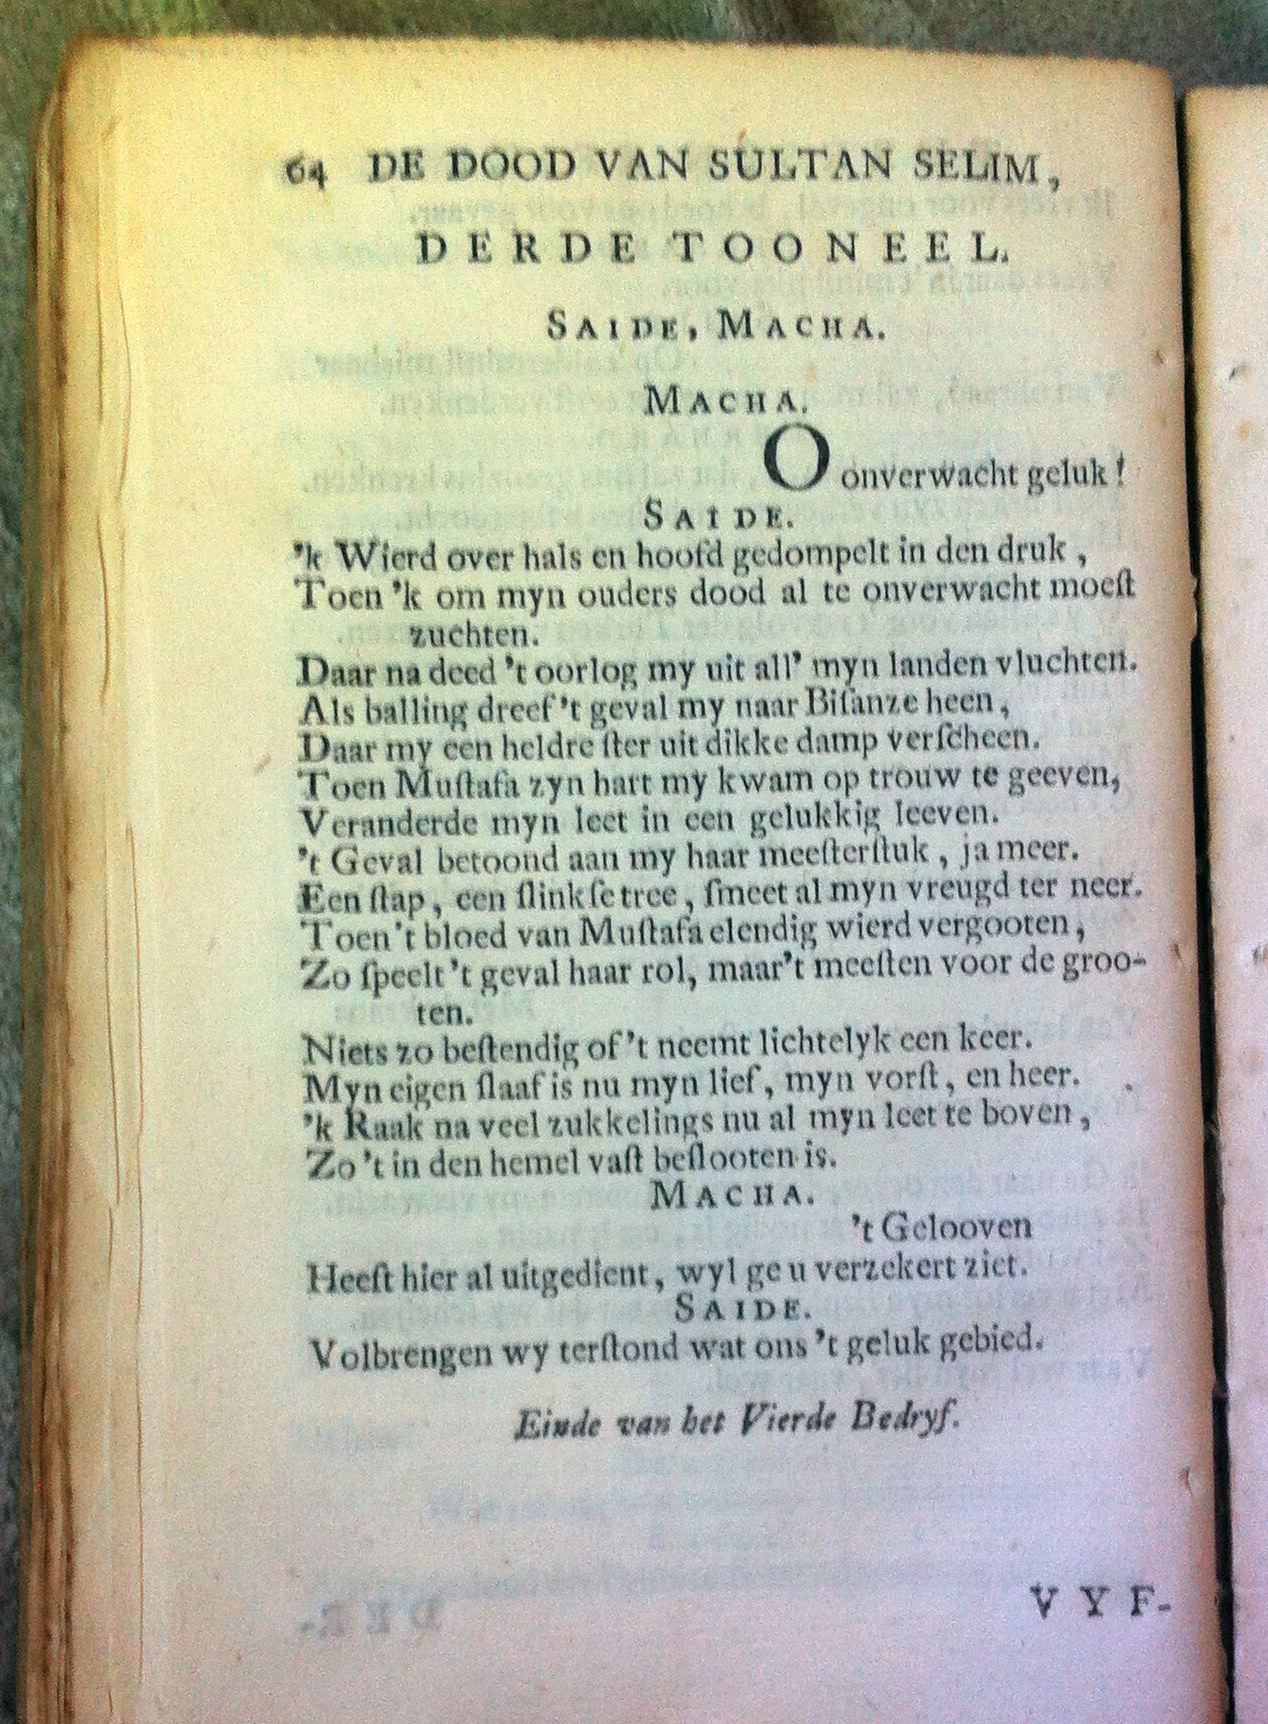 64 DE DOOD VAN SULTAN SELIM,
DERDE TOONEEL.
SAIDE, MACHA.
MACHA.
O onverwacht geluk!
SAIDE.
'k Wierd over hals en hoofd gedompelt in den druk,
Toen 'k om myn ouders dood al te onverwacht moeſt
zuchten.
Daar na deed 't oorlog my uit all' myn landen vluchten.
Als balling dreef 't geval my naar Biſanze heen,
Daar my een heldre ſter uit dikke damp verſcheen.
Toen Muſtafa zyn hart my kwam op trouw te geeven,
Veranderde myn leet in een gelukkig leeven.
't Geval betoond aan my haar meeſterſtuk, ja meer.
Een ſtap, een ſlinkſe tree, ſmeet al myn vreugd ter neer.
Toen 't bloed van Muſtafa elendig wierd vergooten,
Zo ſpeelt 't geval haar rol, maar 't meeſten voor de groo-
ten.
Niets zo beſtendig of 't neemt lichtelyk een keer.
Myn eigen ſlaaf is nu myn lief, myn vorſt, en heer.
'k Raak na veel zukkelings nu al myn leet te boven,
Zo 't in den hemel vaſt beſlooten is.
MACHA.
't Gelooven
Heeft hier al uitgedient, wyl ge u verzekert ziet.
SAIDE.
Volbrengen wy terſtond wat ons 't geluk gebied.
Einde van het Vierde Bedryf.
VYF-